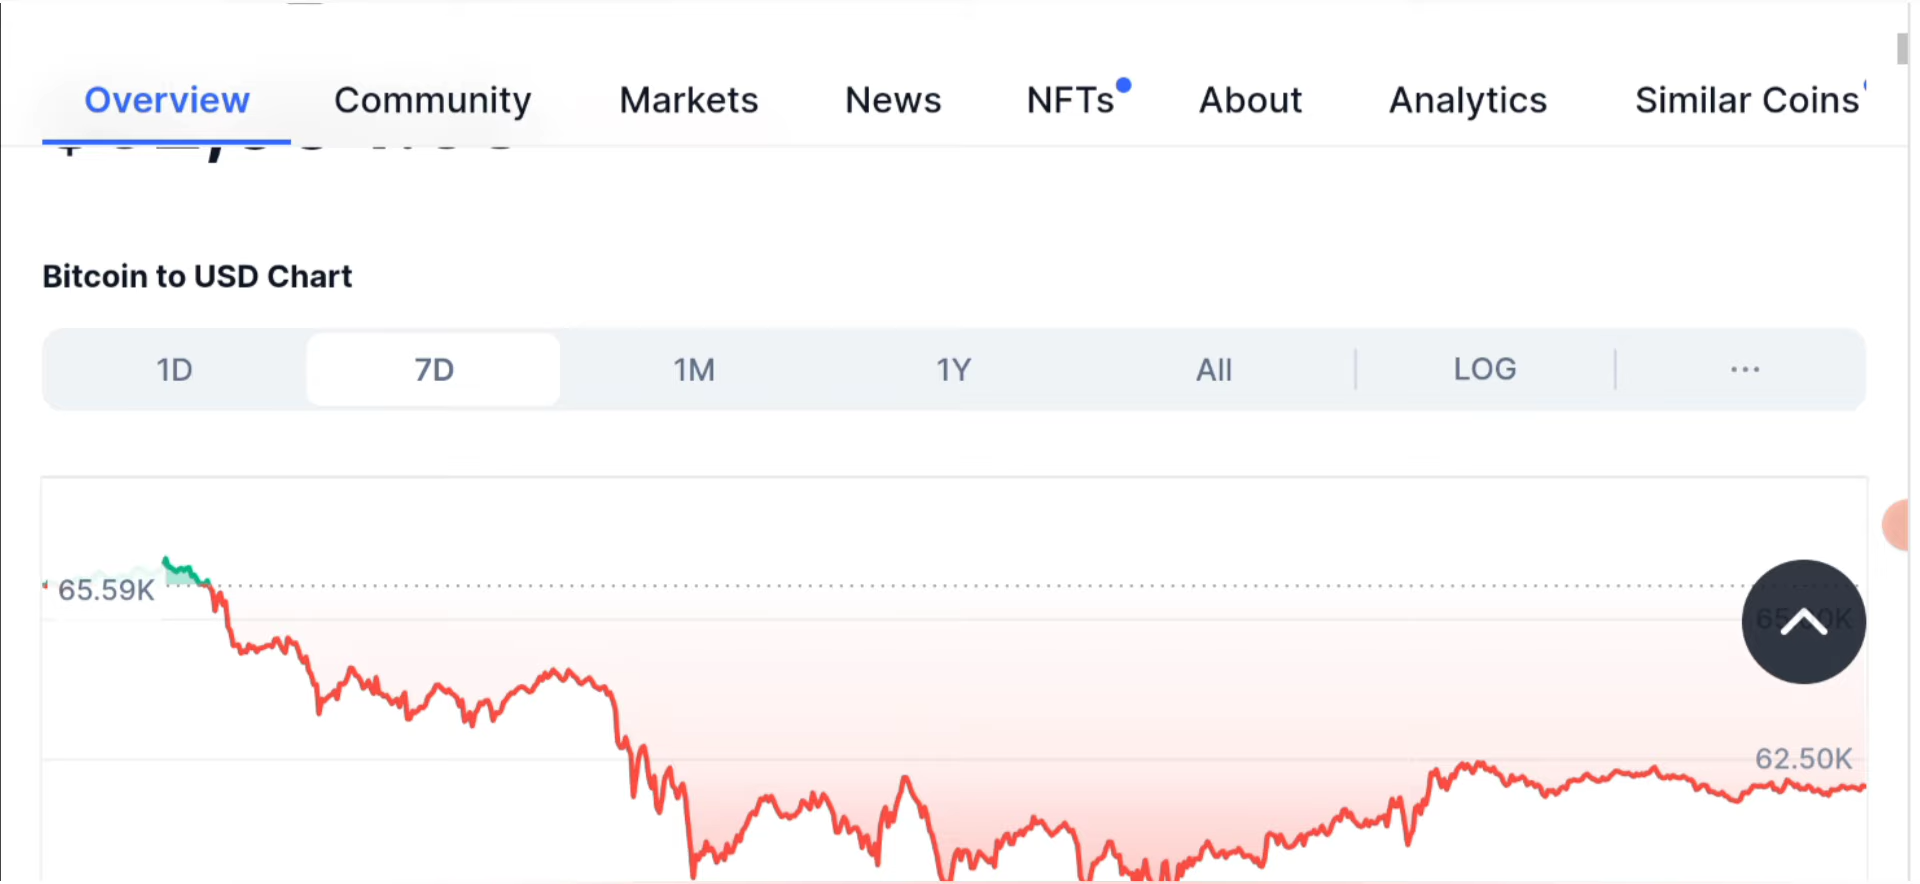 Overview Community Markets News NFTs About Analytics Similar Coins
Bitcoin to USD Chart
1D 7D 1M 1Y All LOG ...
65.59K
62.50K